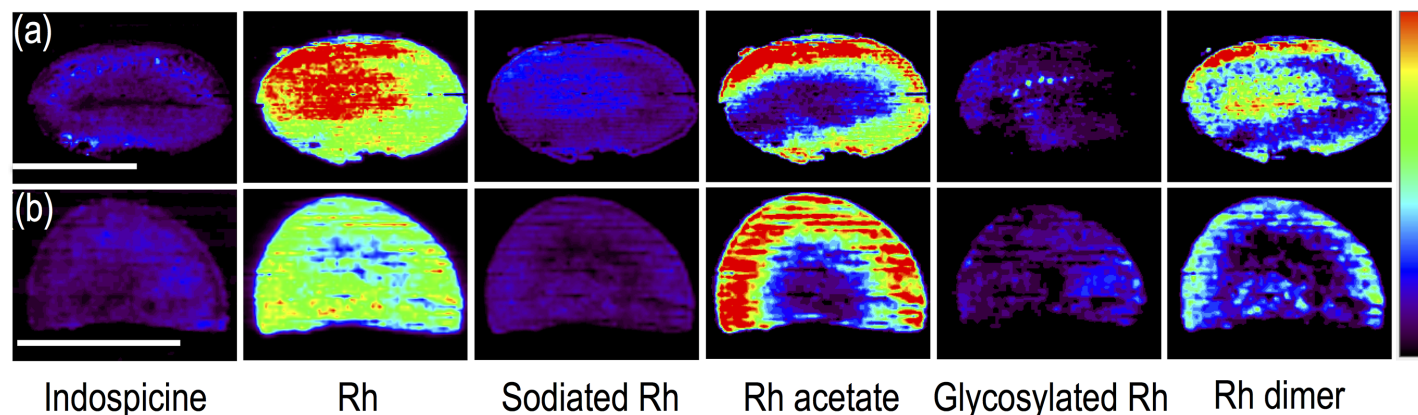 (a)
(b)
Indospicine Rh Sodiated Rh Rh acetate Glycosylated Rh Rh dimer